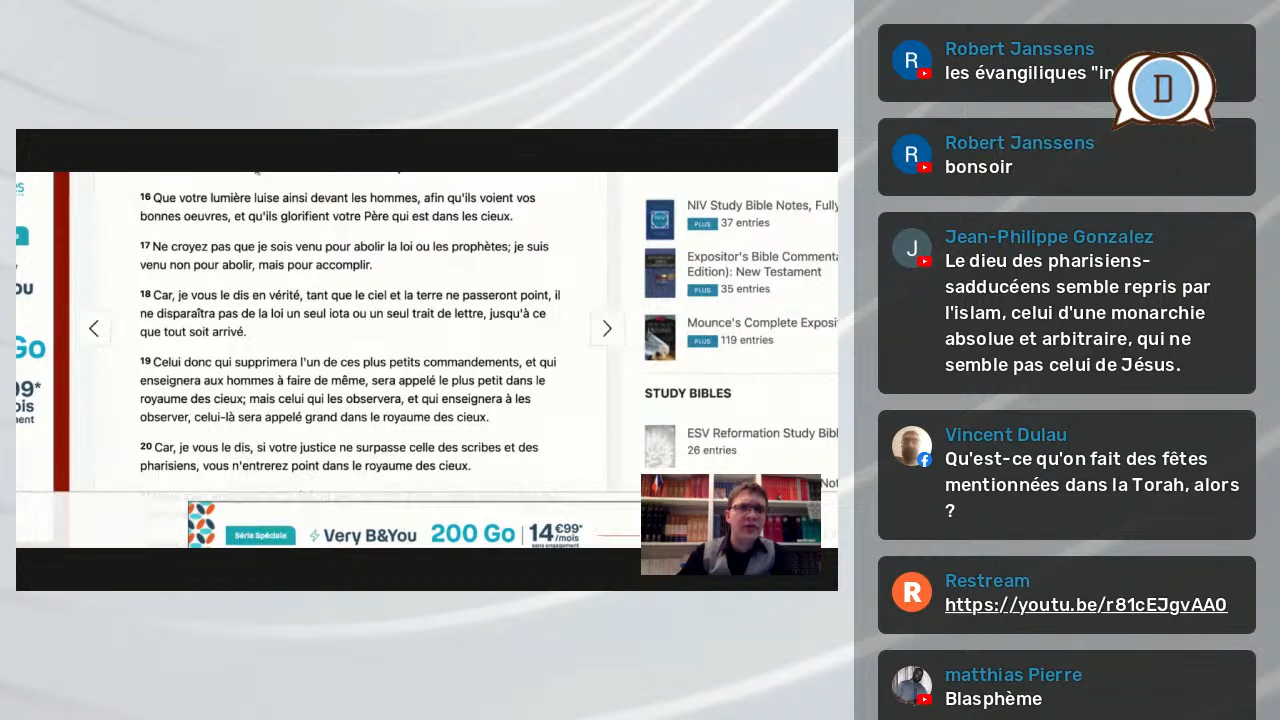 16 Que votre lumière luise ainsi devant les hommes, afin qu'ils voient vos
bonnes oeuvres, et qu'ils glorifient votre Père qui est dans les cieux.
17 Ne croyez pas que je sois venu pour abolir la loi ou les prophètes; je suis
venu non pour abolir, mais pour accomplir.
18 Car, je vous le dis en vérité, tant que le ciel et la terre ne passeront point, il
ne disparaîtra pas de la loi un seul iota ou un seul trait de lettre, jusqu'à ce
que tout soit arrivé.
19 Celui donc qui supprimera l'un de ces plus petits commandements, et qui
enseignera aux hommes à faire de même, sera appelé le plus petit dans le
royaume des cieux; mais celui qui les observera, et qui enseignera à les
observer, celui-là sera appelé grand dans le royaume des cieux.
20 Car, je vous le dis, si votre justice ne surpasse celle des scribes et des
pharisiens, vous n'entrerez point dans le royaume des cieux.
Go
NIV Study Bible Notes, Fully
PLUS 37 entries
Expositor's Bible Commenta
Edition): New Testament
PLUS 35 entries
Mounce's Complete Exposit
PLUS 119 entries
STUDY BIBLES
ESV Reformation Study Bibl
26 entries
Série Spéciale
Very B&You
200 Go
14€99*
/mois
sans engagement
R
Robert Janssens
les évangiliques "in
D
R
Robert Janssens
bonsoir
J
Jean-Philippe Gonzalez
Le dieu des pharisiens-
sadducéens semble repris par
l'islam, celui d'une monarchie
absolue et arbitraire, qui ne
semble pas celui de Jésus.
Vincent Dulau
Qu'est-ce qu'on fait des fêtes
mentionnées dans la Torah, alors
?
R
Restream
https://youtu.be/r81cEJgvAA0
matthias Pierre
Blasphème